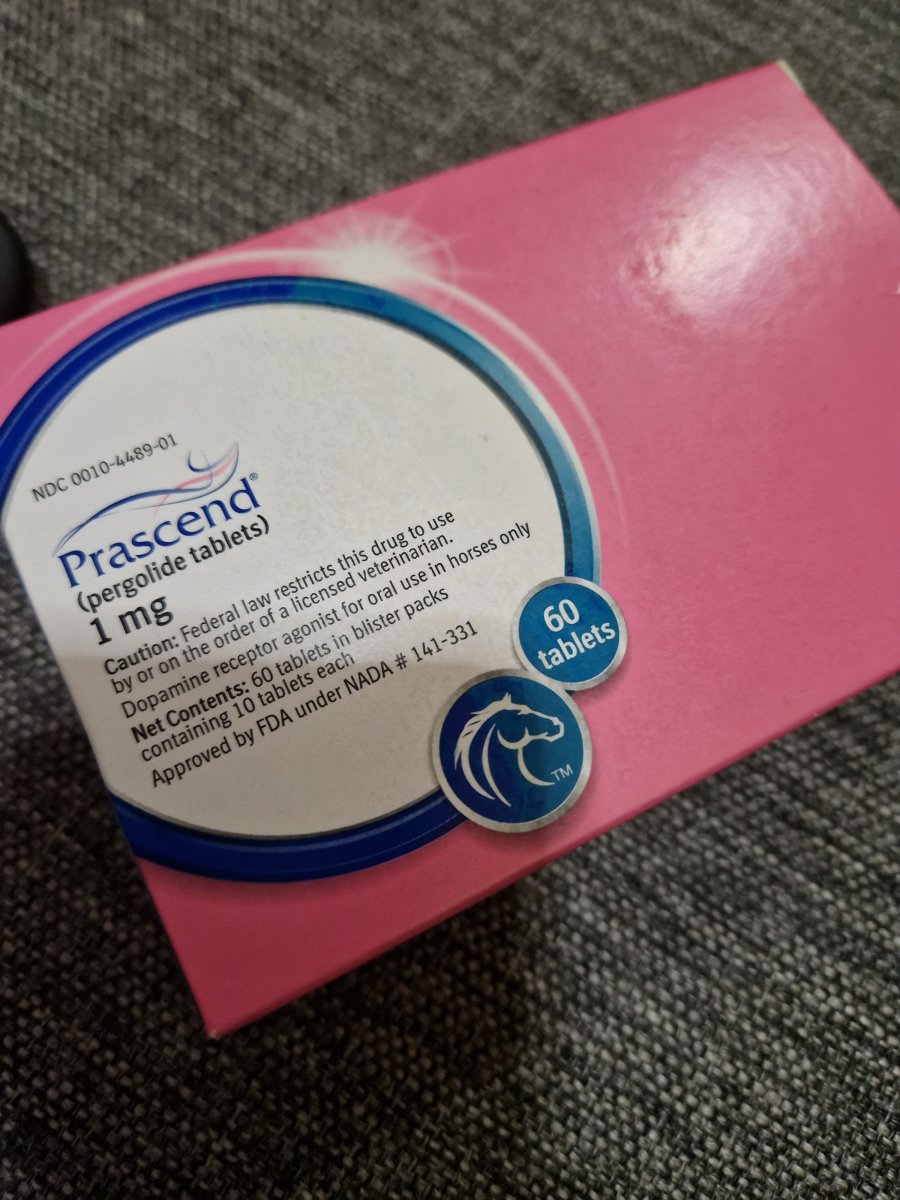 NDC 0010-4489-01
Prascend®
(pergolide tablets)
1 mg
Caution: Federal law restricts this drug to use
by or on the order of a licensed veterinarian.
Dopamine receptor agonist for oral use in horses only
Net Contents: 60 tablets in blister packs
containing 10 tablets each
Approved by FDA under NADA # 141-331
60
tablets
TM